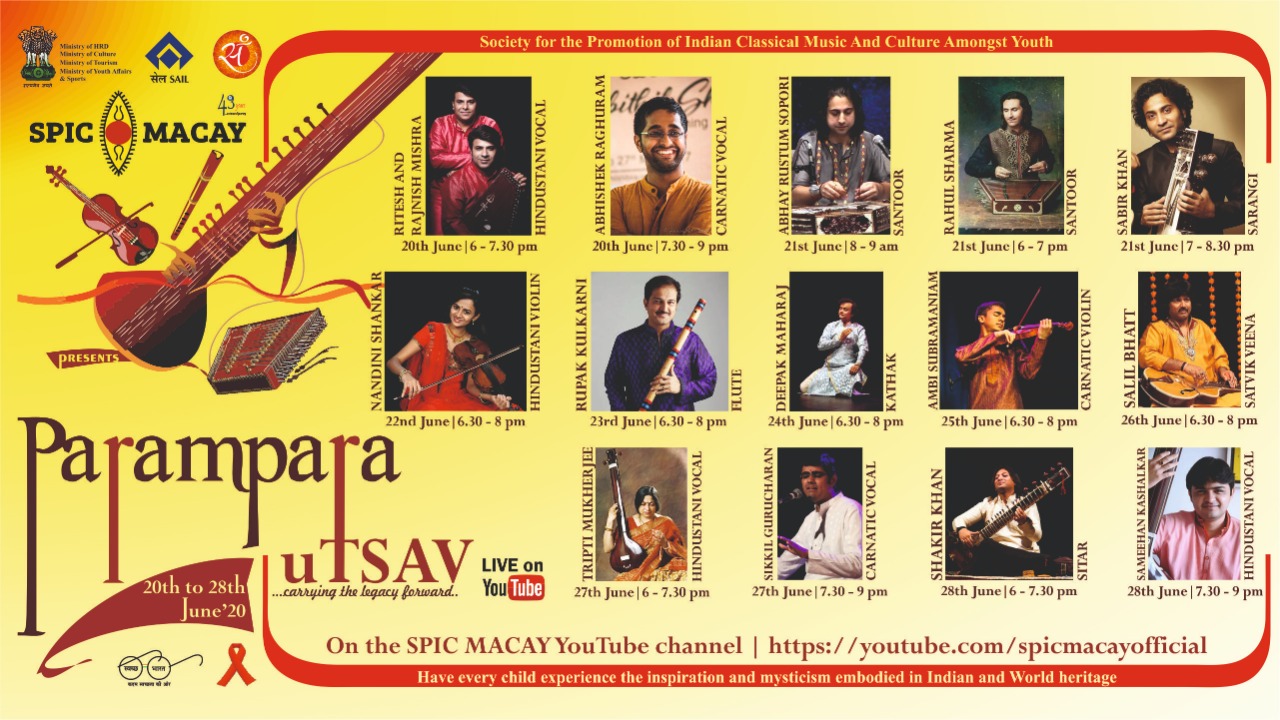 Society for the Promotion of Indian Classical Music And Culture Amongst Youth
Ministry of HRD
Ministry of Culture
Ministry of Tourism
Ministry of Youth Affairs
& Sports
सत्यमेव जयते
सेल SAIL
49
SPIC MACAY
PRESENTS
Parampara
uTSAV
...carrying the legacy forward..
20th to 28th
June'20
LIVE on
YouTube
RITESH AND
RAJNISH MISHRA
HINDUSTANI VOCAL
20th June|6 - 7.30 pm
ABHISHEK RAGHURAM
CARNATIC VOCAL
20th June|7.30 - 9 pm
ABHAY RUSTUM SOPORI
SANTOOR
21st June|8 - 9 am
RAHUL SHARMA
SANTOOR
21st June|6 - 7 pm
SABIR KHAN
SARANGI
21st June|7 - 8.30 pm
NANDINI SHANKAR
HINDUSTANI VIOLIN
22nd June|6.30 - 8 pm
RUPAK KULKARNI
FLUTE
23rd June|6.30 - 8 pm
DEEPAK MAHARAJ
KATHAK
24th June|6.30 - 8 pm
AMBI SUBRAMANIAM
CARNATIC VIOLIN
25th June|6.30 - 8 pm
SALIL BHATT
SATVIK VEENA
26th June|6.30 - 8 pm
TRIPTI MUKHERJEE
HINDUSTANI VOCAL
27th June|6 - 7.30 pm
SIKKIL GURUCHARAN
CARNATIC VOCAL
27th June|7.30 - 9 pm
SHAKIR KHAN
SITAR
28th June|6 - 7.30 pm
SAMEEHAN KASHALKAR
HINDUSTANI VOCAL
28th June|7.30 - 9 pm
On the SPIC MACAY YouTube channel | https://youtube.com/spicmacayofficial
स्वच्छ भारत
एक कदम स्वच्छता की ओर
Have every child experience the inspiration and mysticism embodied in Indian and World heritage